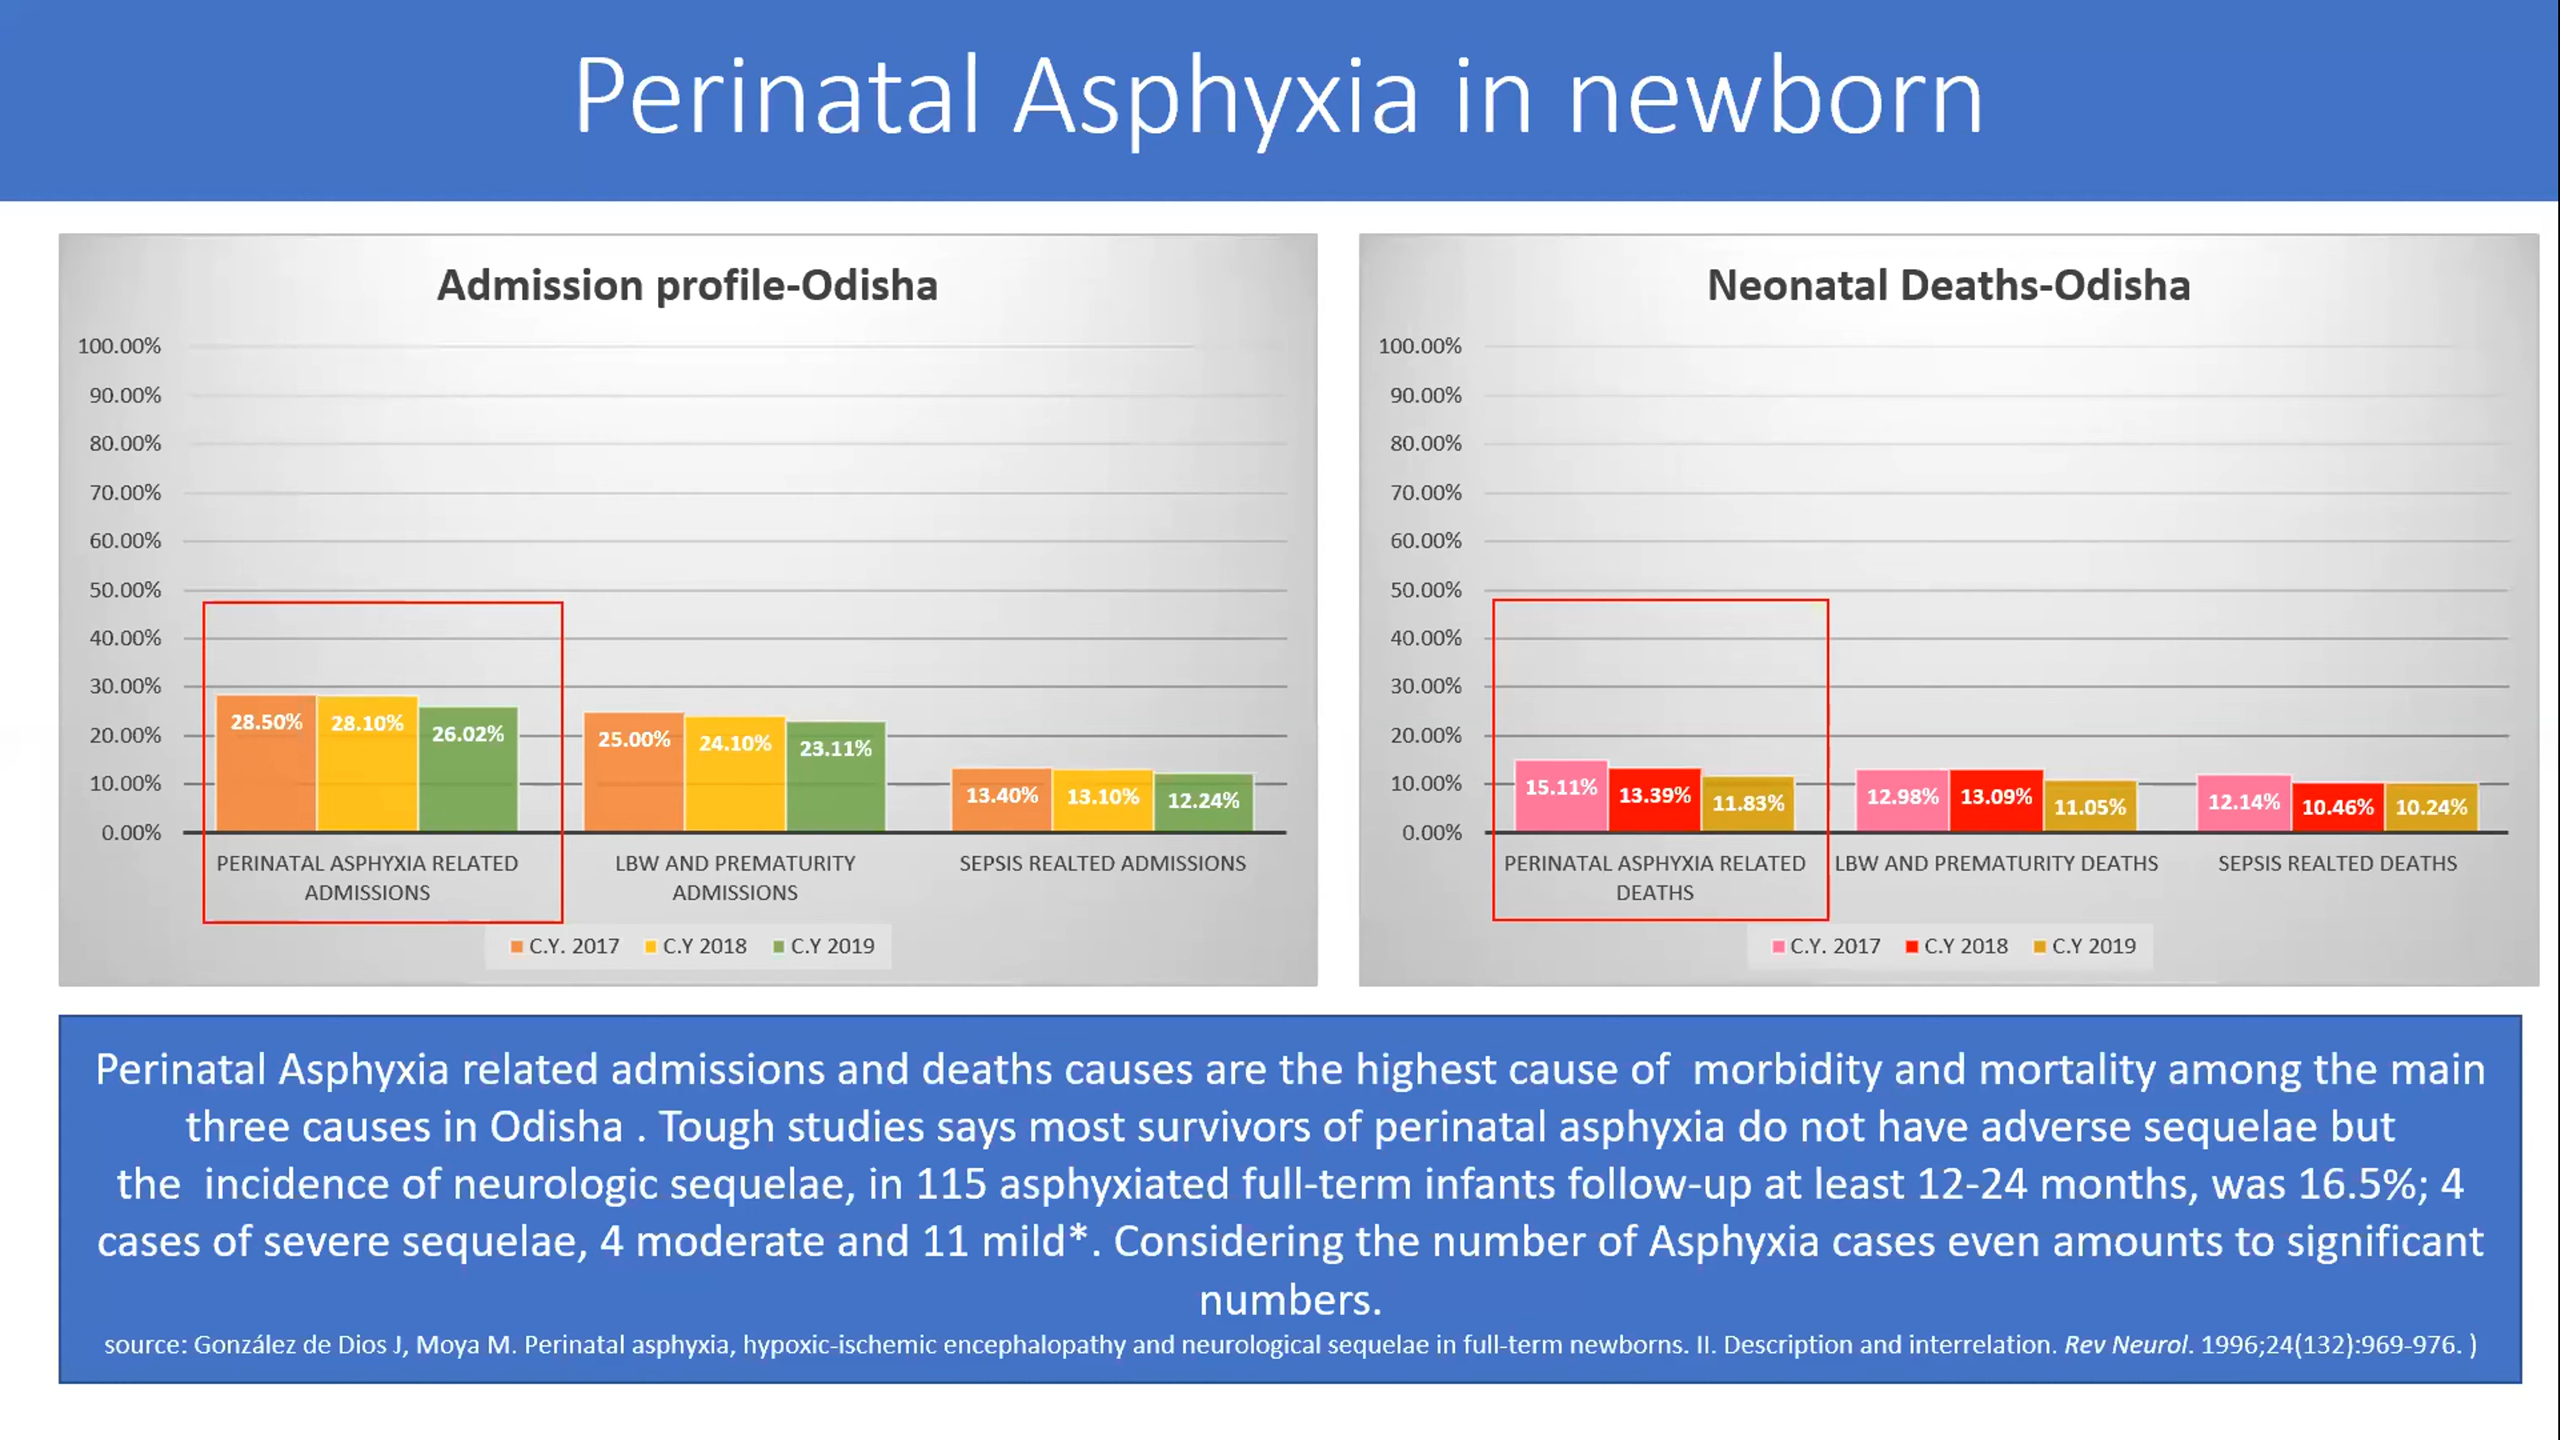 Perinatal Asphyxia in newborn
Admission profile-Odisha
100.00%
90.00%
80.00%
70.00%
60.00%
50.00%
40.00%
30.00%
20.00%
10.00%
0.00%
28.50%
28.10%
26.02%
25.00%
24.10%
23.11%
13.40%
13.10%
12.24%
PERINATAL ASPHYXIA RELATED
ADMISSIONS
LBW AND PREMATURITY
ADMISSIONS
SEPSIS REALTED ADMISSIONS
C.Y. 2017 C.Y 2018 C.Y 2019
Neonatal Deaths-Odisha
100.00%
90.00%
80.00%
70.00%
60.00%
50.00%
40.00%
30.00%
20.00%
10.00%
0.00%
15.11%
13.39%
11.83%
12.98%
13.09%
11.05%
12.14%
10.46%
10.24%
PERINATAL ASPHYXIA RELATED
DEATHS
LBW AND PREMATURITY DEATHS
SEPSIS REALTED DEATHS
C.Y. 2017 C.Y 2018 C.Y 2019
Perinatal Asphyxia related admissions and deaths causes are the highest cause of morbidity and mortality among the main
three causes in Odisha . Tough studies says most survivors of perinatal asphyxia do not have adverse sequelae but
the incidence of neurologic sequelae, in 115 asphyxiated full-term infants follow-up at least 12-24 months, was 16.5%; 4
cases of severe sequelae, 4 moderate and 11 mild*. Considering the number of Asphyxia cases even amounts to significant
numbers.
source: González de Dios J, Moya M. Perinatal asphyxia, hypoxic-ischemic encephalopathy and neurological sequelae in full-term newborns. II. Description and interrelation. Rev Neurol. 1996;24(132):969-976. )